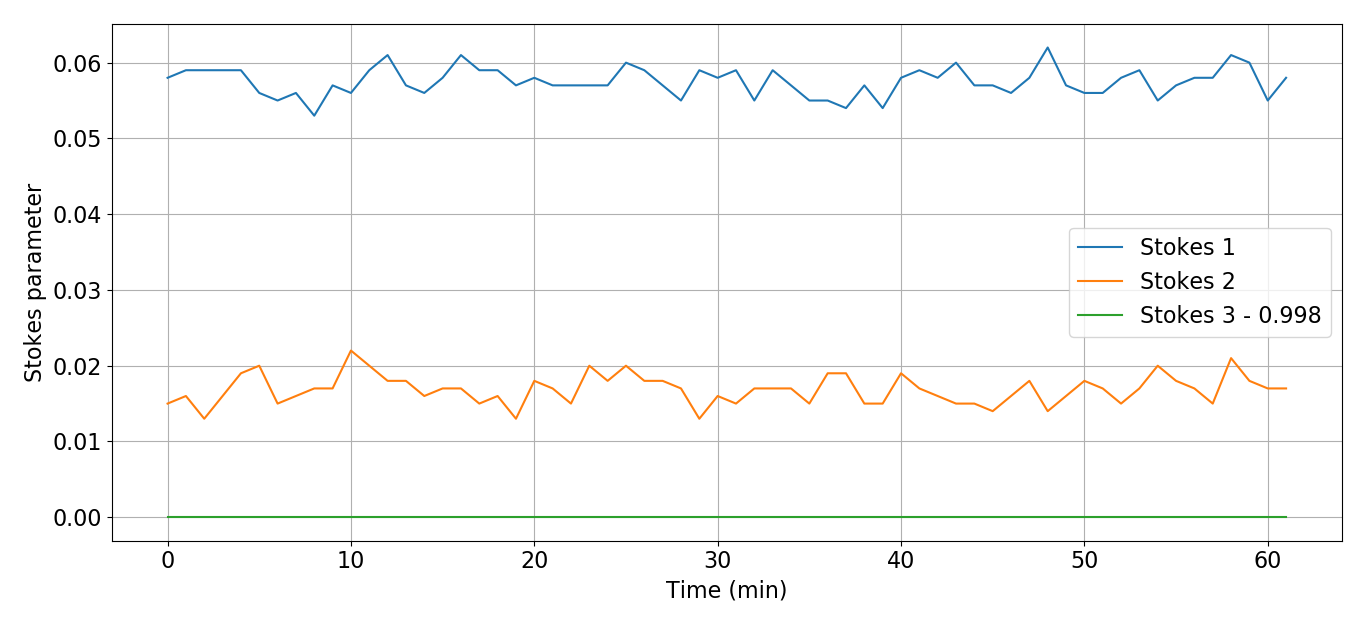 0.06
0.05
0.04
0.03
0.02
0.01
0.00
Stokes parameter
Stokes 1
Stokes 2
Stokes 3 - 0.998
0 10 20 30 40 50 60
Time (min)